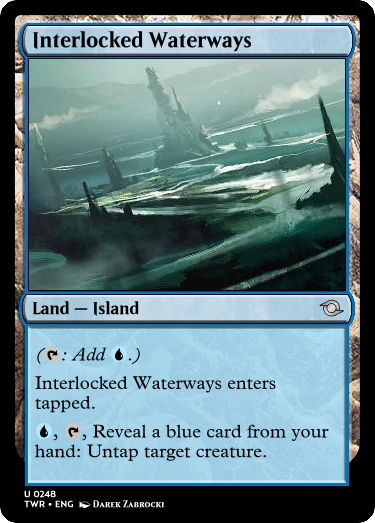 Interlocked Waterways
Land — Island
(: Add .)
Interlocked Waterways enters
tapped.
, , Reveal a blue card from your
hand: Untap target creature.
U 0248
TWR • ENG Darek Zabrocki